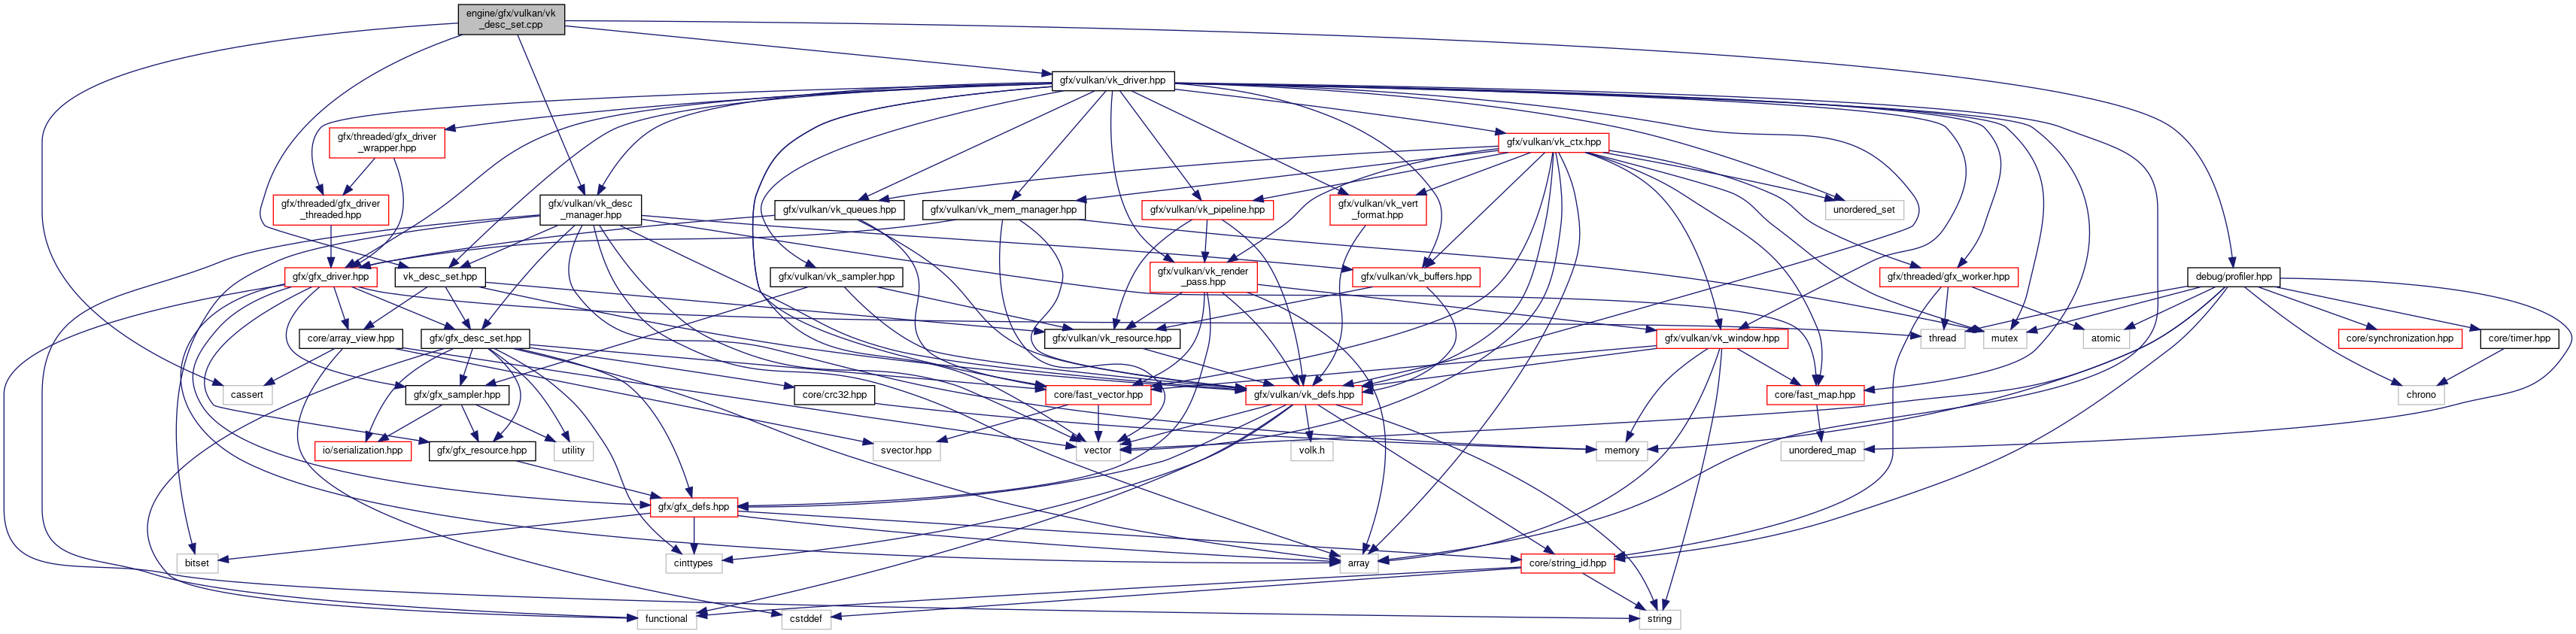 engine/gfx/vulkan/vk
_desc_set.cpp
gfx/vulkan/vk_driver.hpp
gfx/threaded/gfx_driver
_wrapper.hpp
gfx/vulkan/vk_ctx.hpp
gfx/threaded/gfx_driver
_threaded.hpp
gfx/vulkan/vk_desc
_manager.hpp
gfx/vulkan/vk_queues.hpp
gfx/vulkan/vk_mem_manager.hpp
gfx/vulkan/vk_pipeline.hpp
gfx/vulkan/vk_vert
_format.hpp
unordered_set
gfx/gfx_driver.hpp
vk_desc_set.hpp
gfx/vulkan/vk_sampler.hpp
gfx/vulkan/vk_render
_pass.hpp
gfx/vulkan/vk_buffers.hpp
gfx/threaded/gfx_worker.hpp
debug/profiler.hpp
core/array_view.hpp
gfx/gfx_desc_set.hpp
gfx/vulkan/vk_resource.hpp
gfx/vulkan/vk_window.hpp
thread
mutex
atomic
core/synchronization.hpp
core/timer.hpp
cassert
gfx/gfx_sampler.hpp
core/crc32.hpp
core/fast_vector.hpp
gfx/vulkan/vk_defs.hpp
core/fast_map.hpp
chrono
io/serialization.hpp
gfx/gfx_resource.hpp
utility
svector.hpp
vector
volk.h
memory
unordered_map
gfx/gfx_defs.hpp
bitset
cinttypes
array
core/string_id.hpp
functional
cstddef
string